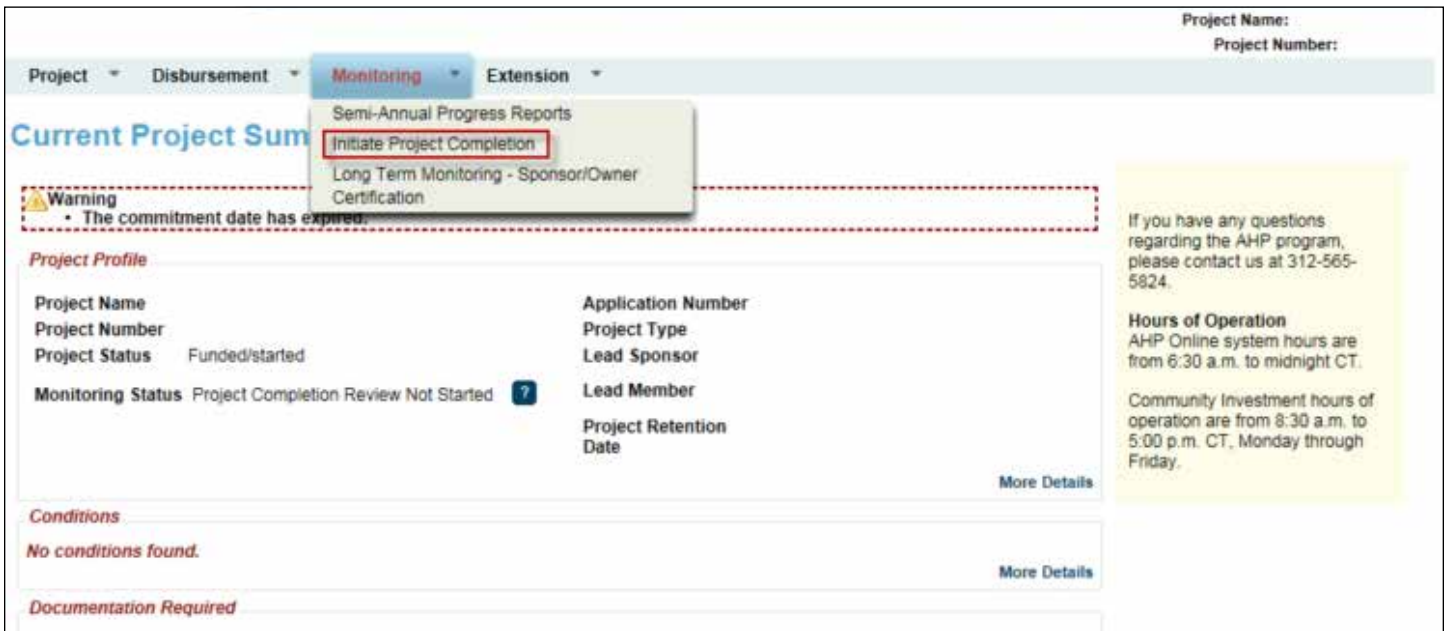 Project Name:
Project Number:
Project Disbursement Monitoring Extension
Semi-Annual Progress Reports
Current Project Sum
Initiate Project Completion
Long Term Monitoring - Sponsor/Owner
Certification
Warning
• The commitment date has expired.
If you have any questions
regarding the AHP program,
please contact us at 312-565-
5824.
Hours of Operation
AHP Online system hours are
from 6:30 a.m. to midnight CT.
Community Investment hours of
operation are from 8:30 a.m. to
5:00 p.m. CT, Monday through
Friday.
Project Profile
Project Name Application Number
Project Number Project Type
Project Status Funded/started Lead Sponsor
Monitoring Status Project Completion Review Not Started ? Lead Member
Project Retention
Date
More Details
Conditions
No conditions found.
More Details
Documentation Required